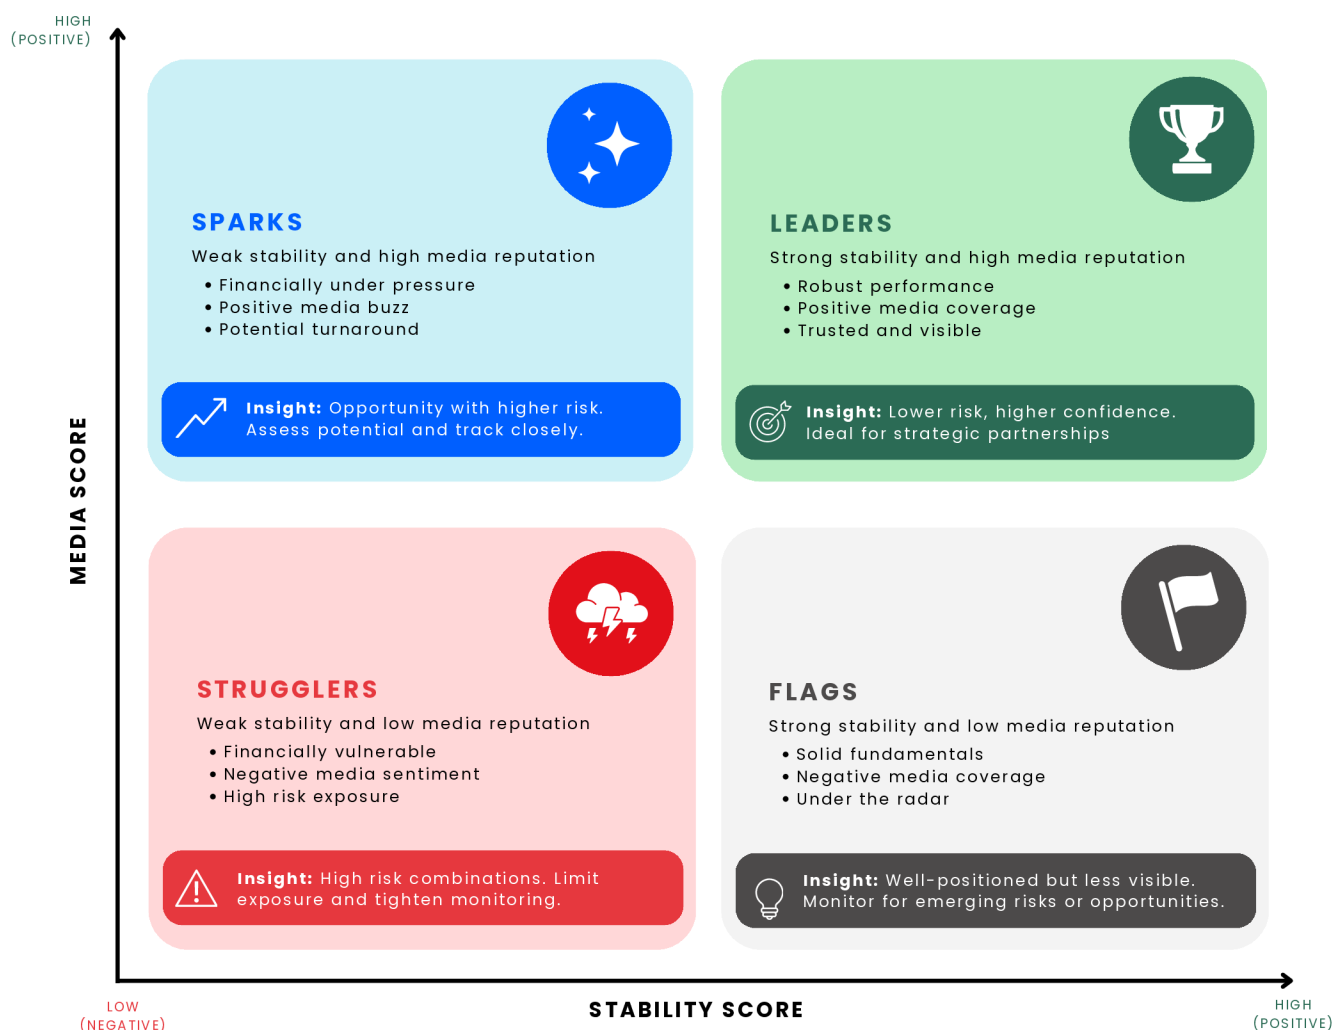 HIGH
(POSITIVE)
MEDIA SCORE
SPARKS
Weak stability and high media reputation
• Financially under pressure
• Positive media buzz
• Potential turnaround
Insight: Opportunity with higher risk.
Assess potential and track closely.
LEADERS
Strong stability and high media reputation
• Robust performance
• Positive media coverage
• Trusted and visible
Insight: Lower risk, higher confidence.
Ideal for strategic partnerships
STRUGGLERS
Weak stability and low media reputation
• Financially vulnerable
• Negative media sentiment
• High risk exposure
Insight: High risk combinations. Limit
exposure and tighten monitoring.
FLAGS
Strong stability and low media reputation
• Solid fundamentals
• Negative media coverage
• Under the radar
Insight: Well-positioned but less visible.
Monitor for emerging risks or opportunities.
LOW
(NEGATIVE)
STABILITY SCORE
HIGH
(POSITIVE)